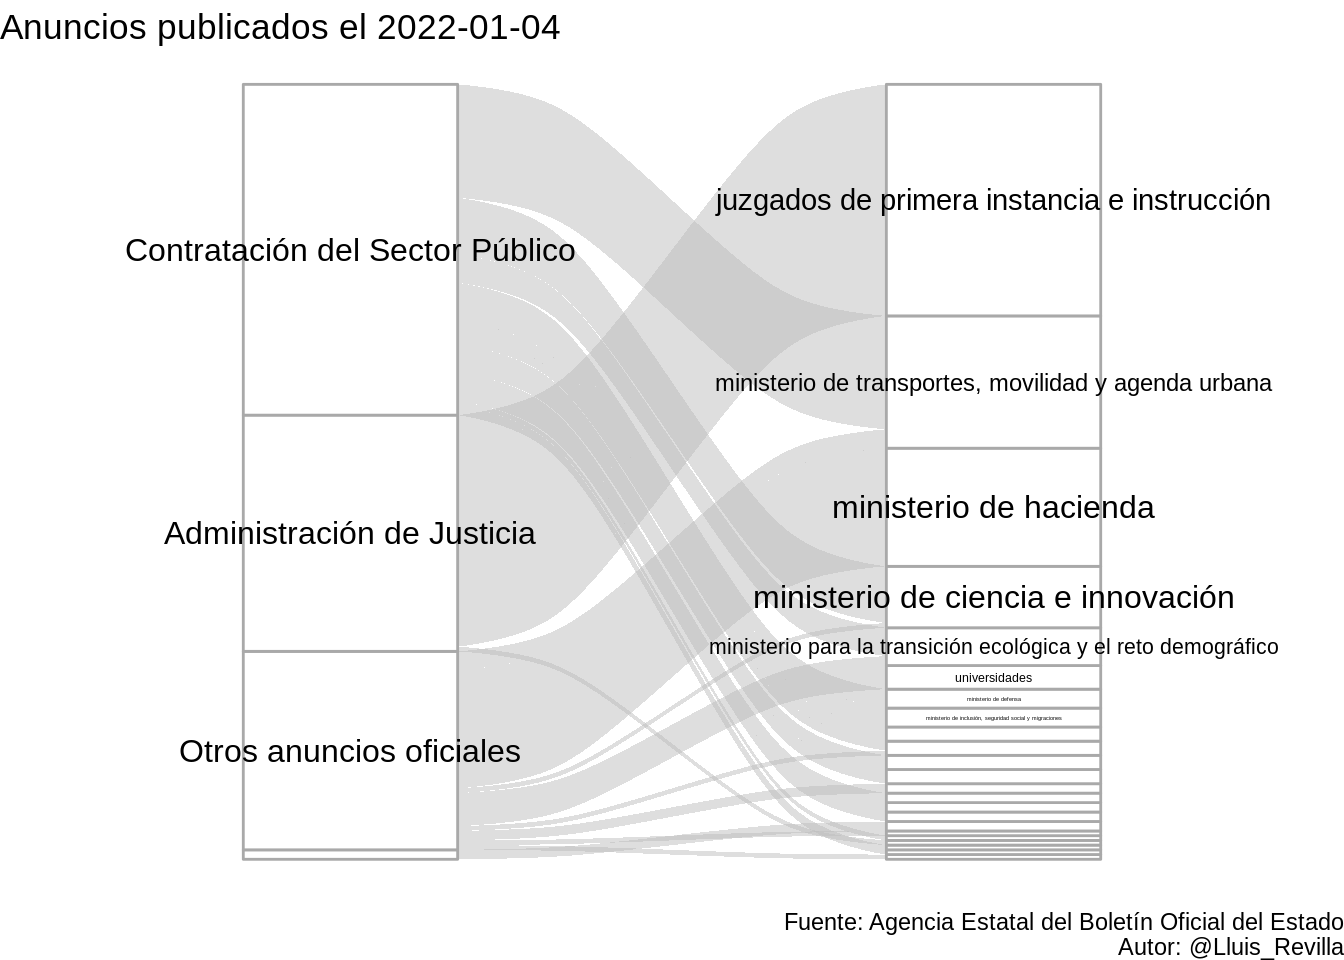 Anuncios publicados el 2022-01-04
juzgados de primera instancia e instrucción
Contratación del Sector Público
ministerio de transportes, movilidad y agenda urbana
ministerio de hacienda
Administración de Justicia
ministerio de ciencia e innovación
ministerio para la transición ecológica y el reto demográfico
universidades
ministerio de defensa
ministerio de inclusión, seguridad social y migraciones
Otros anuncios oficiales
Fuente: Agencia Estatal del Boletín Oficial del Estado
Autor: @Lluis_Revilla